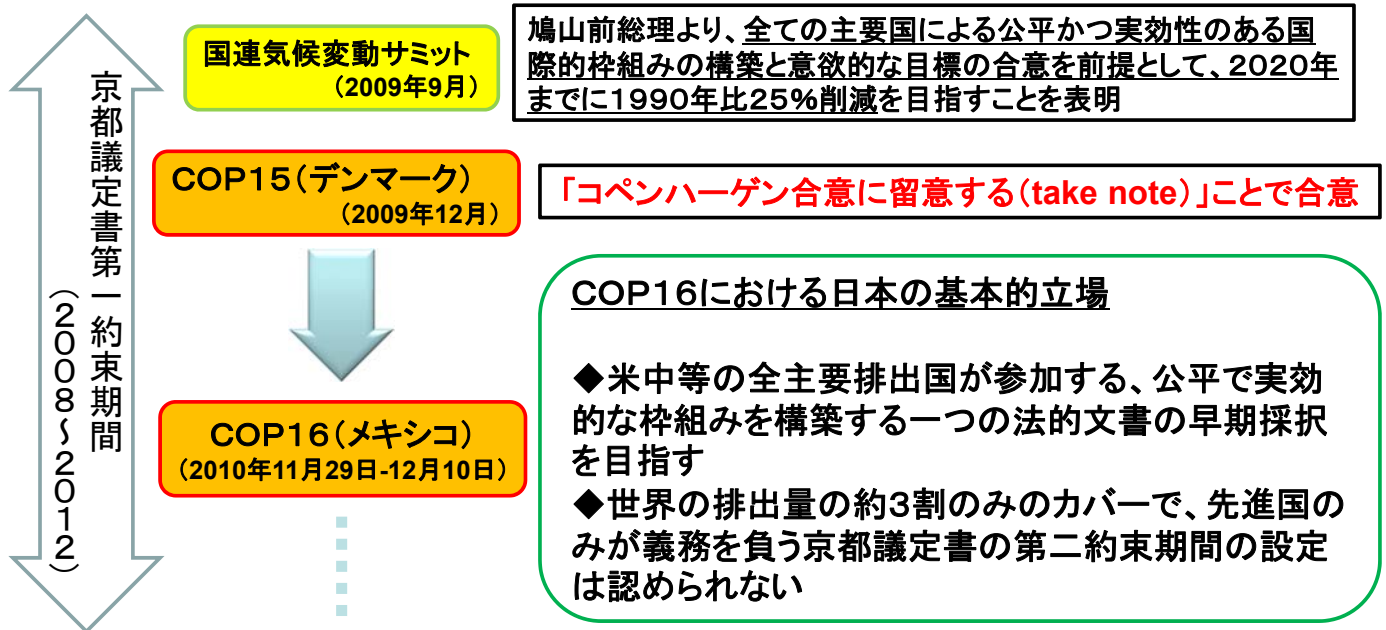 京都議定書第一約束期間
（２００８～２０１２）
国連気候変動サミット
（2009年9月）
鳩山前総理より、全ての主要国による公平かつ実効性のある国
際的枠組みの構築と意欲的な目標の合意を前提として、２０２０年
までに１９９０年比２５％削減を目指すことを表明
ＣＯＰ１５（デンマーク）
（2009年12月）
「コペンハーゲン合意に留意する（take note）」ことで合意
ＣＯＰ１６（メキシコ）
（2010年11月29日-12月10日）
ＣＯＰ１６における日本の基本的立場
◆米中等の全主要排出国が参加する、公平で実効
的な枠組みを構築する一つの法的文書の早期採択
を目指す
◆世界の排出量の約３割のみのカバーで、先進国の
みが義務を負う京都議定書の第二約束期間の設定
は認められない